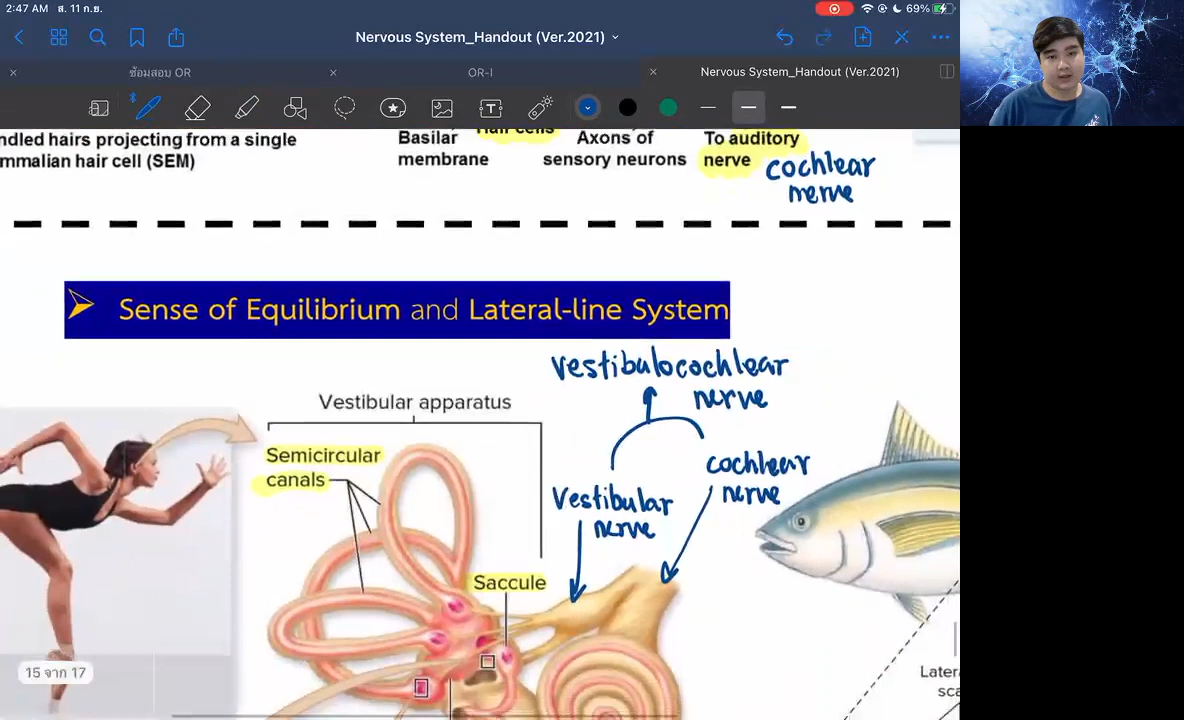 2:47 AM ส. 11 ก.ย.
69%
Nervous System_Handout (Ver.2021)
ซ้อมสอบ OR
OR-I
Nervous System_Handout (Ver.2021)
ndled hairs projecting from a single
mmalian hair cell (SEM)
Basilar
membrane
Hair cells
Axons of
sensory neurons
To auditory
nerve
cochlear
nerve
Sense of Equilibrium and Lateral-line System
vestibulocochlear
nerve
Vestibular apparatus
Semicircular
canals
cochlear
nerve
Vestibular
nerve
Saccule
15 จาก 17
Later
sca